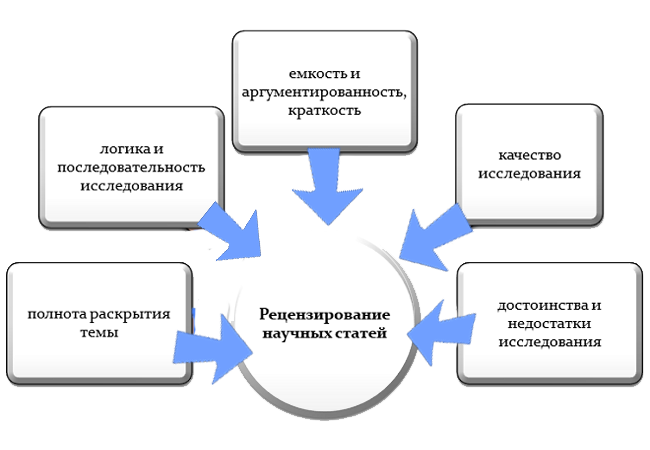 емкость и
аргументированность,
краткость
логика и
последовательность
исследования
качество
исследования
полнота раскрытия
темы
Рецензирование
научных статей
достоинства и
недостатки
исследования